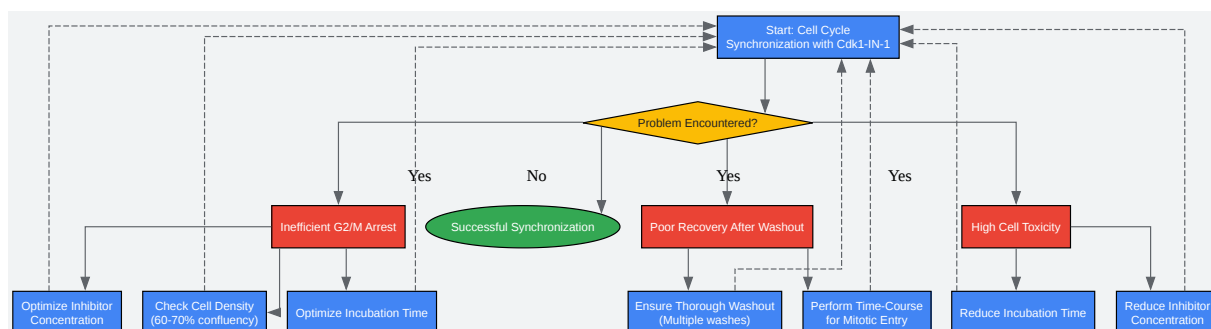 Start: Cell Cycle
Synchronization with Cdk1-IN-1
Problem Encountered?
Yes
No
Yes
Yes
Inefficient G2/M Arrest
Successful Synchronization
Poor Recovery After Washout
High Cell Toxicity
Optimize Inhibitor
Concentration
Check Cell Density
(60-70% confluency)
Optimize Incubation Time
Ensure Thorough Washout
(Multiple washes)
Perform Time-Course
for Mitotic Entry
Reduce Incubation Time
Reduce Inhibitor
Concentration